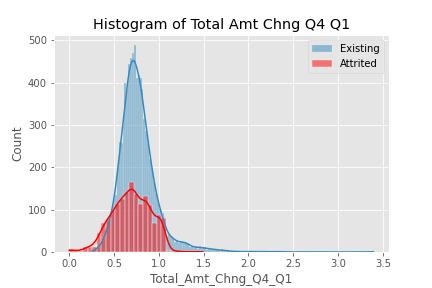 Histogram of Total Amt Chng Q4 Q1
Existing
Attrited
500
400
300
200
100
0
Count
0.0 0.5 1.0 1.5 2.0 2.5 3.0 3.5
Total_Amt_Chng_Q4_Q1